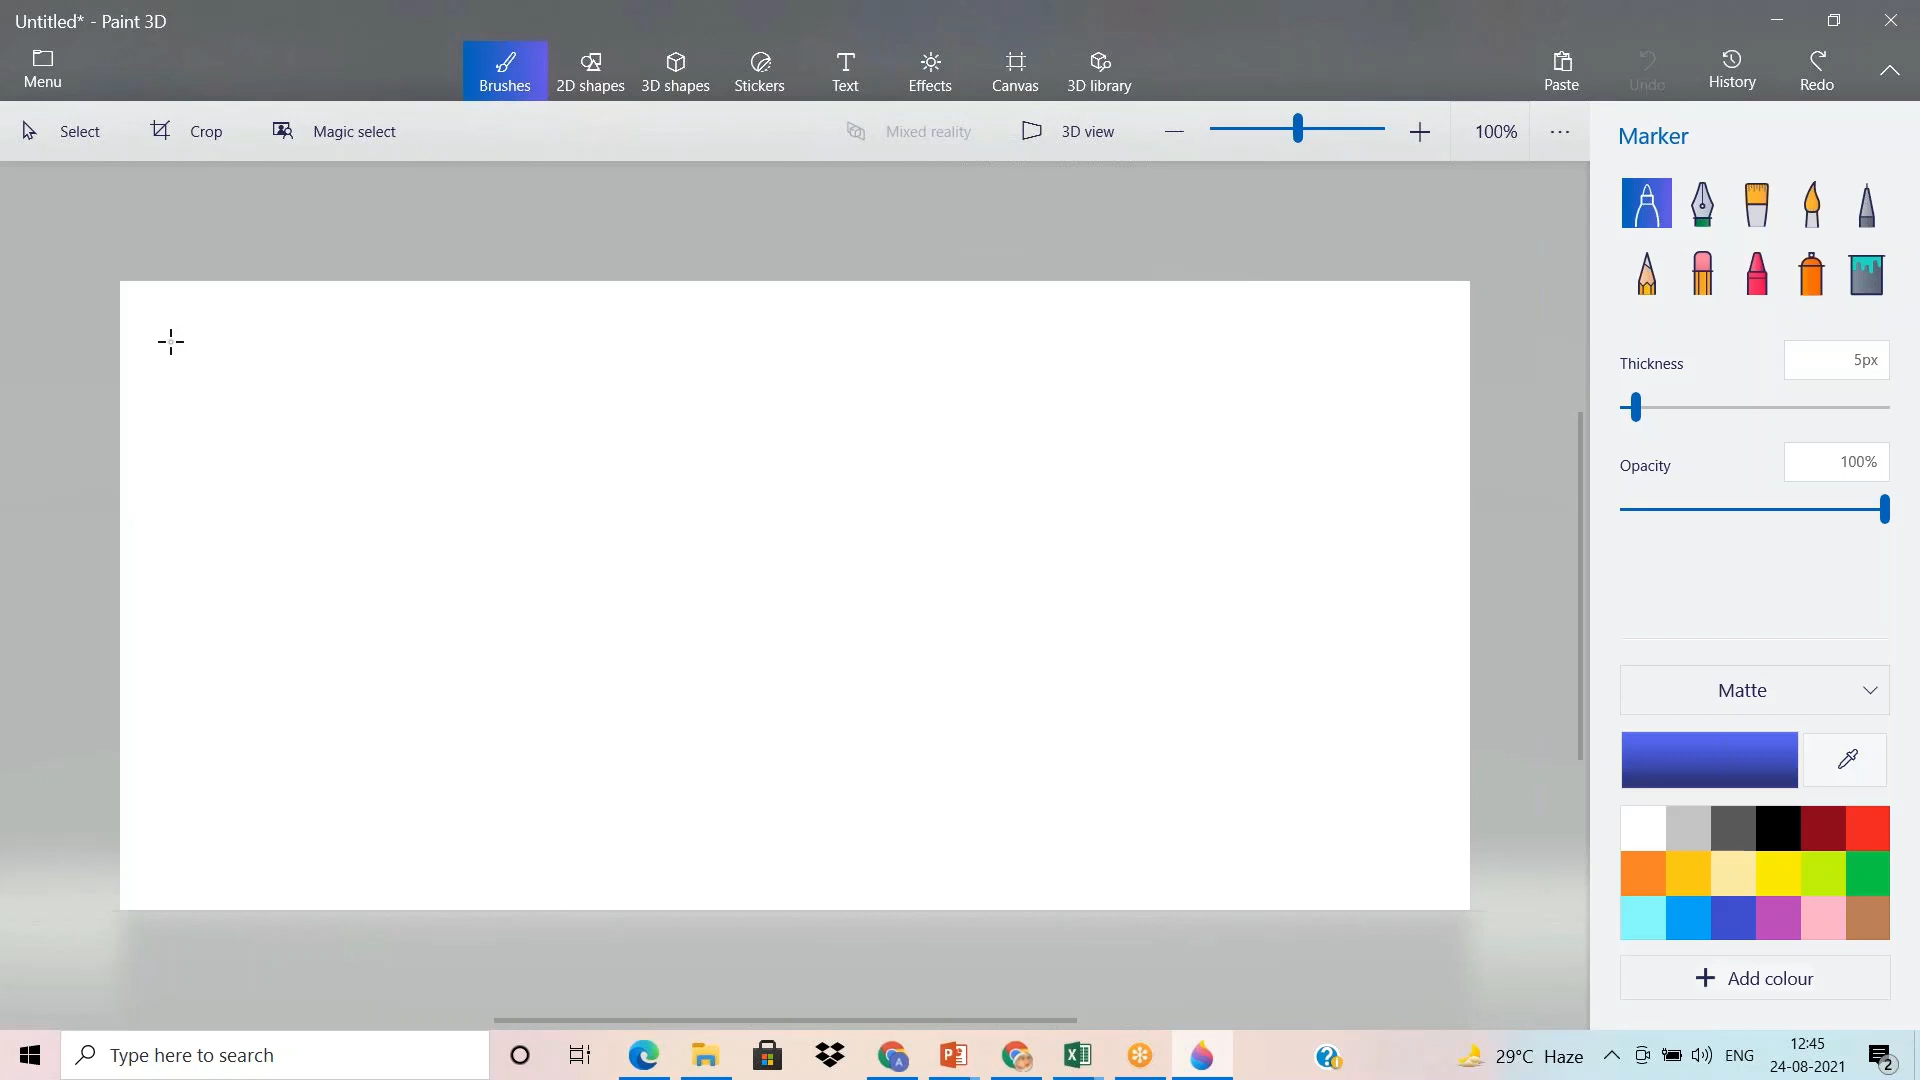 Untitled* - Paint 3D
Menu
Brushes
2D shapes
3D shapes
Stickers
Text
Effects
Canvas
3D library
Paste
Undo
History
Redo
Select
Crop
Magic select
Mixed reality
3D view
100%
Marker
Thickness
5px
Opacity
100%
Matte
Add colour
Type here to search
29°C Haze
ENG
12:45
24-08-2021
2